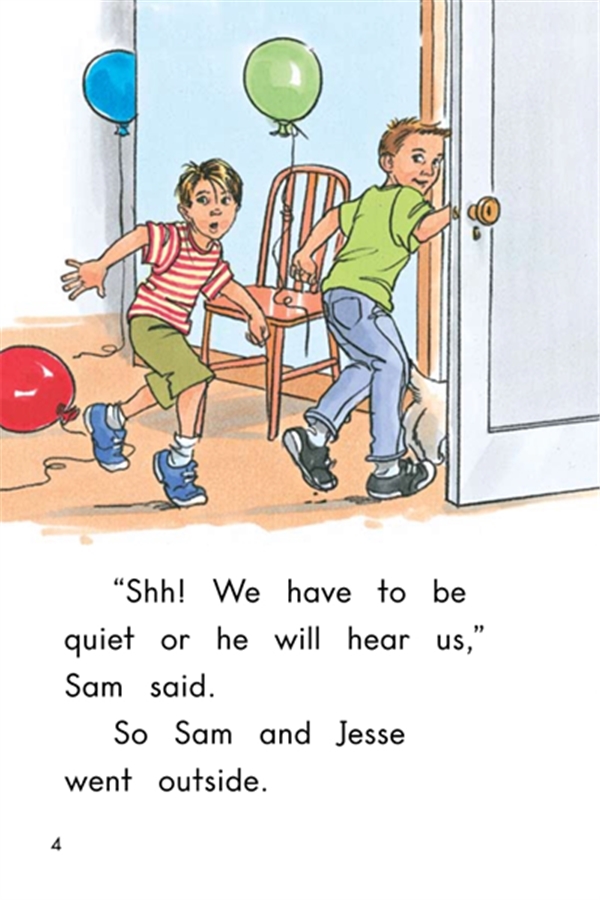 “Shh! We have to be
quiet or he will hear us,”
Sam said.
So Sam and Jesse
went outside.
4